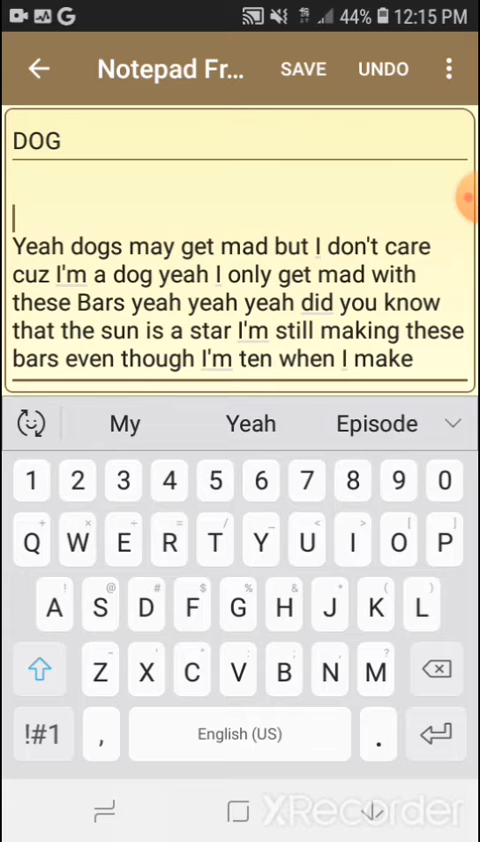 G 44% 12:15 PM
Notepad Fr... SAVE UNDO
DOG
Yeah dogs may get mad but I don't care
cuz I'm a dog yeah I only get mad with
these Bars yeah yeah yeah did you know
that the sun is a star I'm still making these
bars even though I'm ten when I make
My Yeah Episode
1 2 3 4 5 6 7 8 9 0
+ × ÷ = / _ < > [ ]
Q W E R T Y U I O P
! @ # $ % & * ( )
A S D F G H J K L
- ' " : ; , ?
Z X C V B N M
!#1 , English (US) .
XRecorder